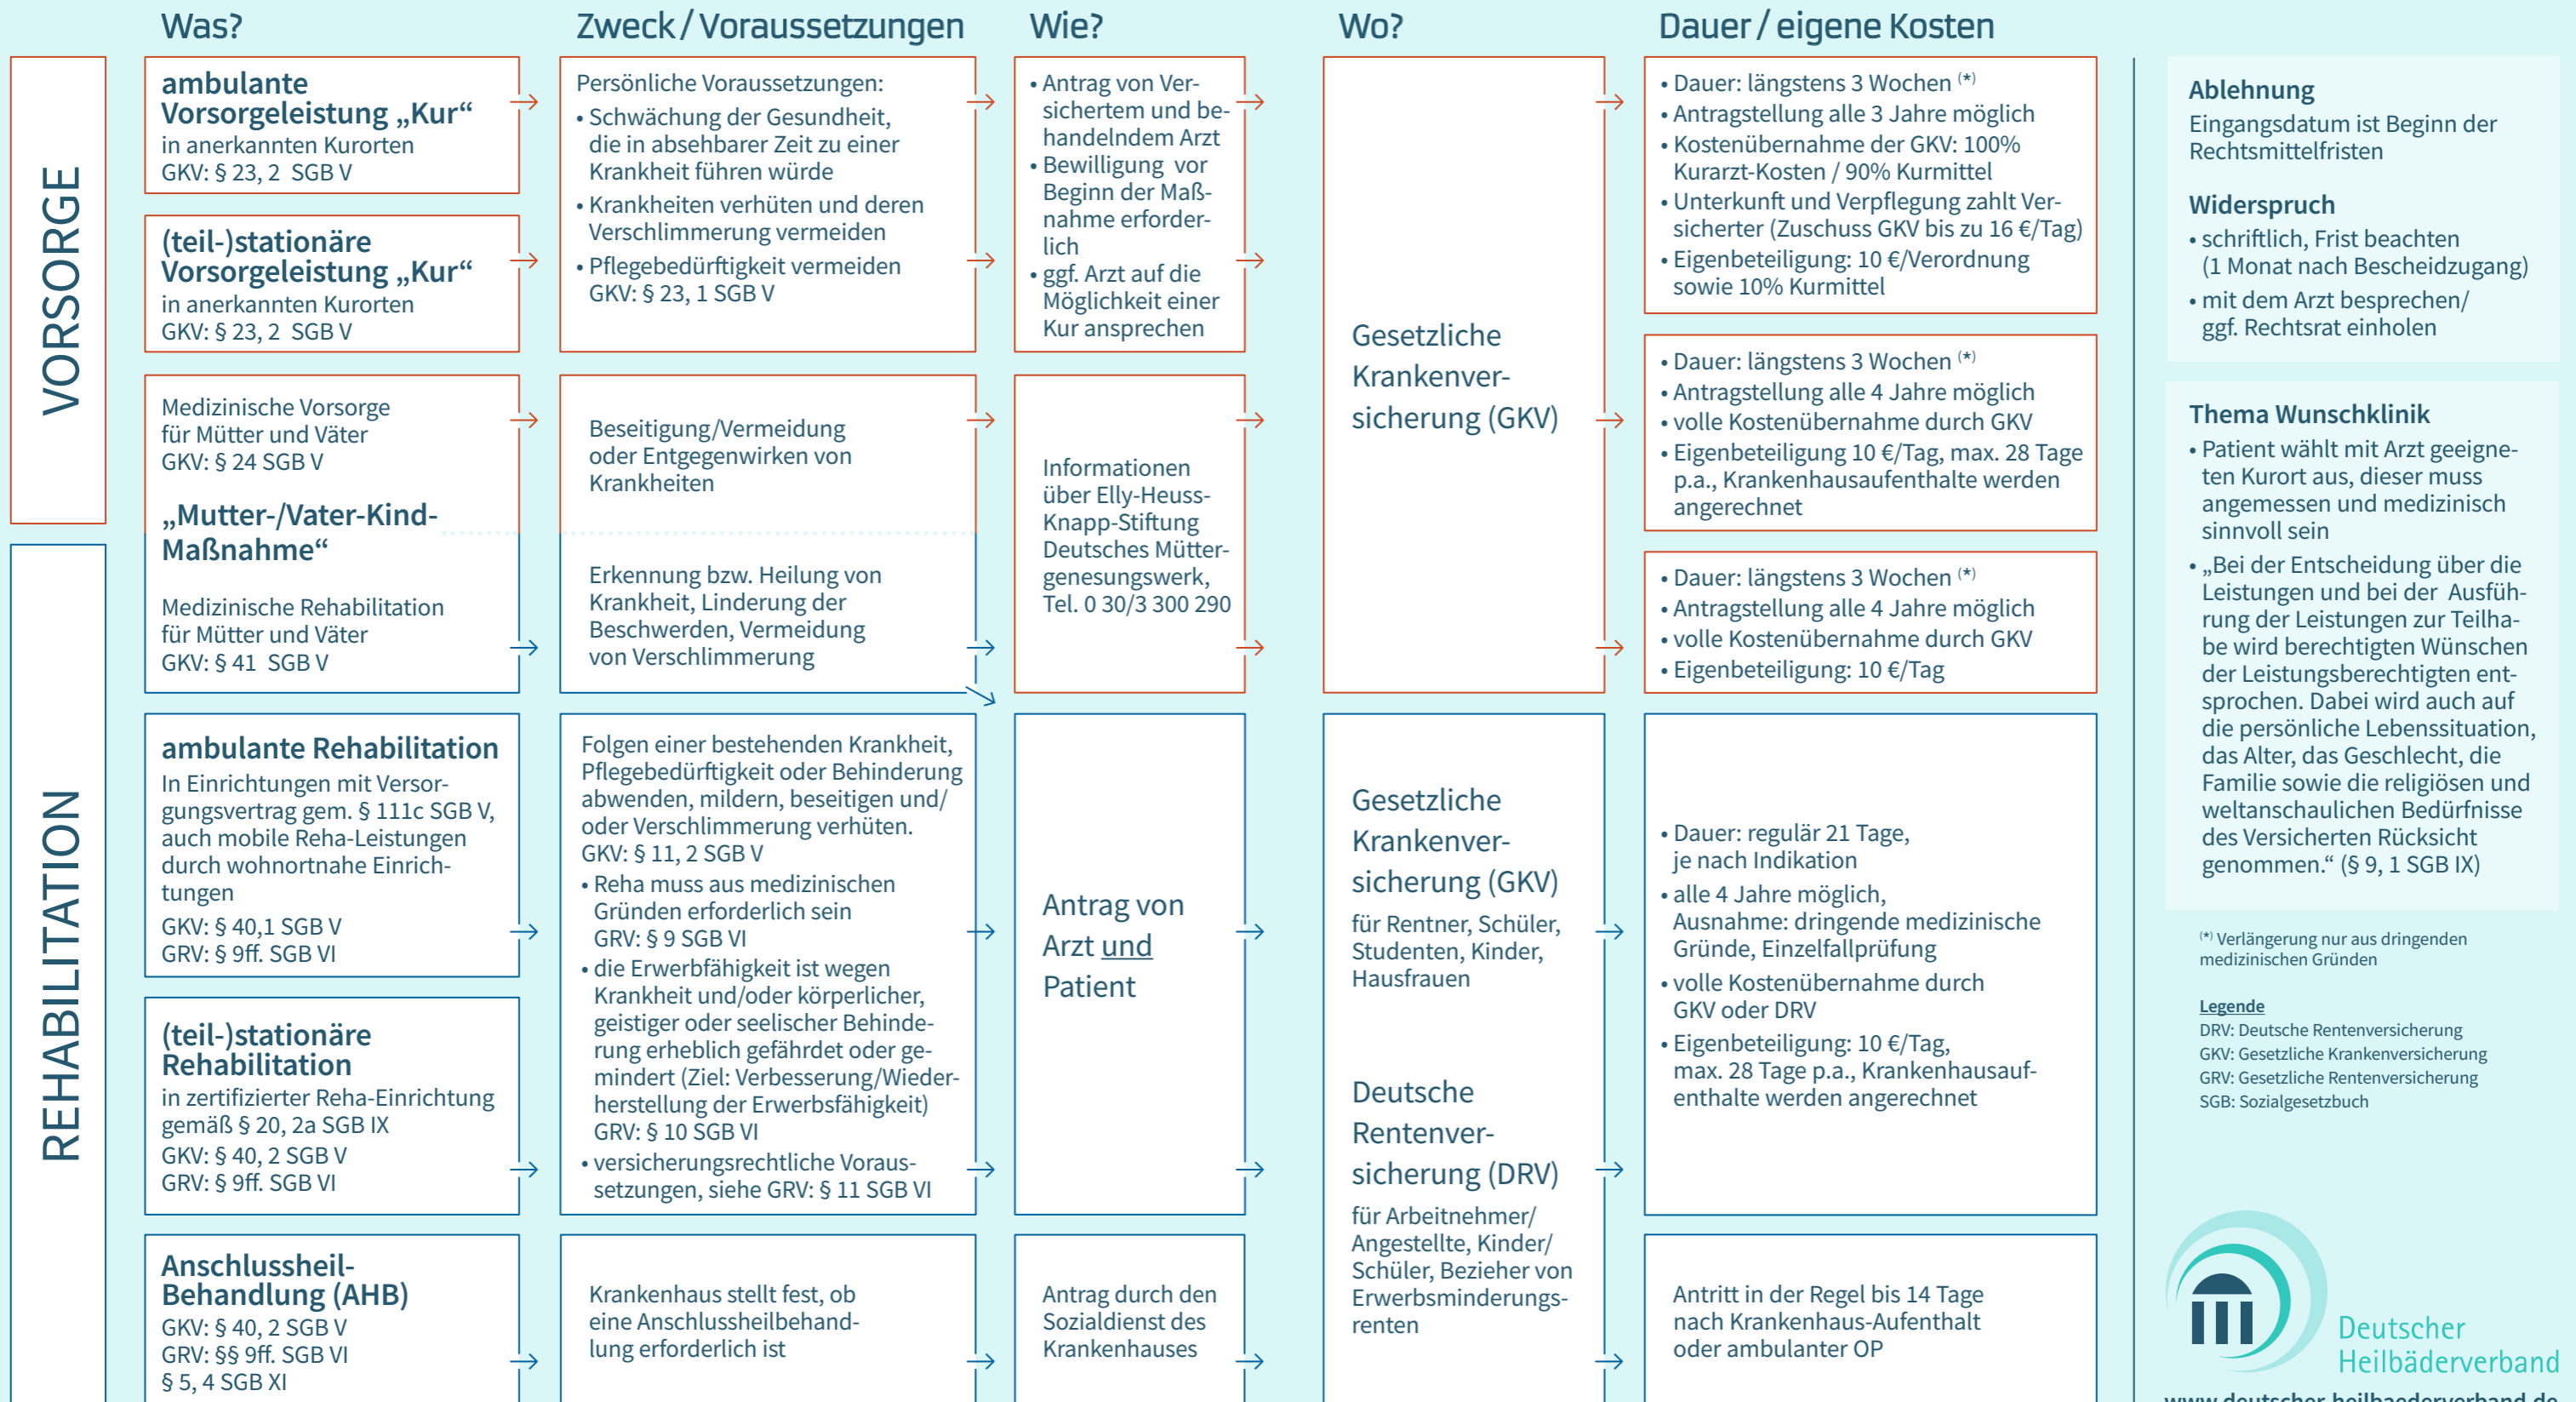 Was?
Zweck / Voraussetzungen
Wie?
Wo?
Dauer / eigene Kosten
VORSORGE
ambulante
Vorsorgeleistung „Kur“
in anerkannten Kurorten
GKV: § 23, 2 SGB V
(teil-)stationäre
Vorsorgeleistung „Kur“
in anerkannten Kurorten
GKV: § 23, 2 SGB V
Persönliche Voraussetzungen:
• Schwächung der Gesundheit,
die in absehbarer Zeit zu einer
Krankheit führen würde
• Krankheiten verhüten und deren
Verschlimmerung vermeiden
• Pflegebedürftigkeit vermeiden
GKV: § 23, 1 SGB V
• Antrag von Ver-
sichertem und be-
handelndem Arzt
• Bewilligung vor
Beginn der Maß-
nahme erforder-
lich
• ggf. Arzt auf die
Möglichkeit einer
Kur ansprechen
Gesetzliche
Krankenver-
sicherung (GKV)
• Dauer: längstens 3 Wochen (*)
• Antragstellung alle 3 Jahre möglich
• Kostenübernahme der GKV: 100%
Kurarzt-Kosten / 90% Kurmittel
• Unterkunft und Verpflegung zahlt Ver-
sicherter (Zuschuss GKV bis zu 16 €/Tag)
• Eigenbeteiligung: 10 €/Verordnung
sowie 10% Kurmittel
Medizinische Vorsorge
für Mütter und Väter
GKV: § 24 SGB V
„Mutter-/Vater-Kind-
Maßnahme“
Medizinische Rehabilitation
für Mütter und Väter
GKV: § 41 SGB V
Beseitigung/Vermeidung
oder Entgegenwirken von
Krankheiten
Erkennung bzw. Heilung von
Krankheit, Linderung der
Beschwerden, Vermeidung
von Verschlimmerung
Informationen
über Elly-Heuss-
Knapp-Stiftung
Deutsches Mütter-
genesungswerk,
Tel. 0 30/3 300 290
• Dauer: längstens 3 Wochen (*)
• Antragstellung alle 4 Jahre möglich
• volle Kostenübernahme durch GKV
• Eigenbeteiligung 10 €/Tag, max. 28 Tage
p.a., Krankenhausaufenthalte werden
angerechnet
• Dauer: längstens 3 Wochen (*)
• Antragstellung alle 4 Jahre möglich
• volle Kostenübernahme durch GKV
• Eigenbeteiligung: 10 €/Tag
REHABILITATION
ambulante Rehabilitation
In Einrichtungen mit Versor-
gungsvertrag gem. § 111c SGB V,
auch mobile Reha-Leistungen
durch wohnortnahe Einrich-
tungen
GKV: § 40,1 SGB V
GRV: § 9ff. SGB VI
(teil-)stationäre
Rehabilitation
in zertifizierter Reha-Einrichtung
gemäß § 20, 2a SGB IX
GKV: § 40, 2 SGB V
GRV: § 9ff. SGB VI
Folgen einer bestehenden Krankheit,
Pflegebedürftigkeit oder Behinderung
abwenden, mildern, beseitigen und/
oder Verschlimmerung verhüten.
GKV: § 11, 2 SGB V
• Reha muss aus medizinischen
Gründen erforderlich sein
GRV: § 9 SGB VI
• die Erwerbfähigkeit ist wegen
Krankheit und/oder körperlicher,
geistiger oder seelischer Behinde-
rung erheblich gefährdet oder ge-
mindert (Ziel: Verbesserung/Wieder-
herstellung der Erwerbsfähigkeit)
GRV: § 10 SGB VI
• versicherungsrechtliche Voraus-
setzungen, siehe GRV: § 11 SGB VI
Antrag von
Arzt und
Patient
Gesetzliche
Krankenver-
sicherung (GKV)
für Rentner, Schüler,
Studenten, Kinder,
Hausfrauen
Deutsche
Rentenver-
sicherung (DRV)
für Arbeitnehmer/
Angestellte, Kinder/
Schüler, Bezieher von
Erwerbsminderungs-
renten
• Dauer: regulär 21 Tage,
je nach Indikation
• alle 4 Jahre möglich,
Ausnahme: dringende medizinische
Gründe, Einzelfallprüfung
• volle Kostenübernahme durch
GKV oder DRV
• Eigenbeteiligung: 10 €/Tag,
max. 28 Tage p.a., Krankenhausauf-
enthalte werden angerechnet
Anschlussheil-
Behandlung (AHB)
GKV: § 40, 2 SGB V
GRV: §§ 9ff. SGB VI
§ 5, 4 SGB XI
Krankenhaus stellt fest, ob
eine Anschlussheilbehand-
lung erforderlich ist
Antrag durch den
Sozialdienst des
Krankenhauses
Antritt in der Regel bis 14 Tage
nach Krankenhaus-Aufenthalt
oder ambulanter OP
Ablehnung
Eingangsdatum ist Beginn der
Rechtsmittelfristen
Widerspruch
• schriftlich, Frist beachten
(1 Monat nach Bescheidzugang)
• mit dem Arzt besprechen/
ggf. Rechtsrat einholen
Thema Wunschklinik
• Patient wählt mit Arzt geeigne-
ten Kurort aus, dieser muss
angemessen und medizinisch
sinnvoll sein
• „Bei der Entscheidung über die
Leistungen und bei der Ausfüh-
rung der Leistungen zur Teilha-
be wird berechtigten Wünschen
der Leistungsberechtigten ent-
sprochen. Dabei wird auch auf
die persönliche Lebenssituation,
das Alter, das Geschlecht, die
Familie sowie die religiösen und
weltanschaulichen Bedürfnisse
des Versicherten Rücksicht
genommen.“ (§ 9, 1 SGB IX)
(*) Verlängerung nur aus dringenden
medizinischen Gründen
Legende
DRV: Deutsche Rentenversicherung
GKV: Gesetzliche Krankenversicherung
GRV: Gesetzliche Rentenversicherung
SGB: Sozialgesetzbuch
Deutscher
Heilbäderverband
www.deutscher-heilbaederverband.de